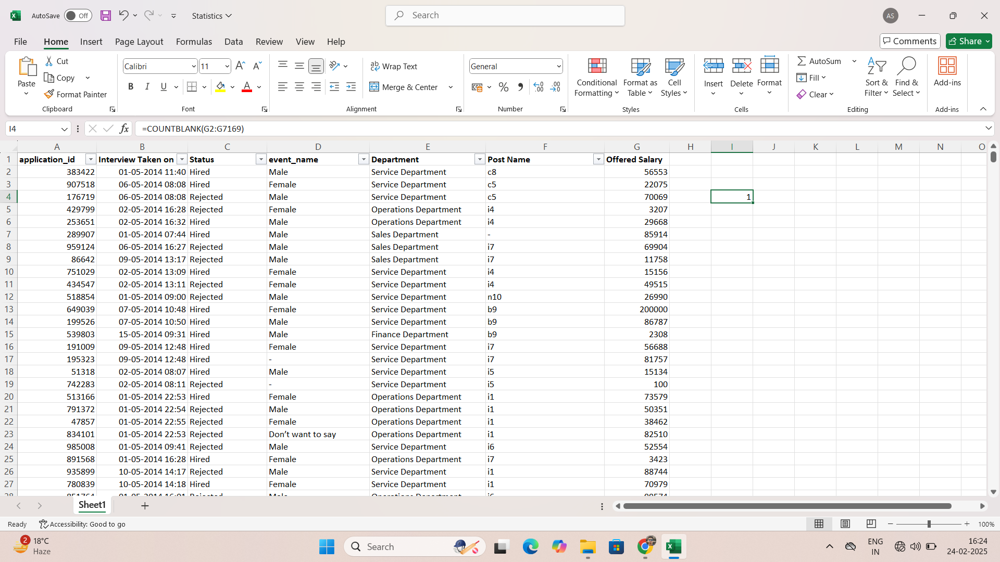 AutoSave Off Statistics Search AS
File Home Insert Page Layout Formulas Data Review View Help Comments Share
Paste Cut Copy Format Painter Clipboard
Calibri 11 B I U A Font
Wrap Text Merge & Center Alignment
General % Number
Conditional Formatting Format as Table Cell Styles Styles
Insert Delete Format Cells
AutoSum Fill Clear Sort & Filter Find & Select Editing
Add-ins Add-ins
I4 fx =COUNTBLANK(G2:G7169)
A B C D E F G H I J K L M N O
1 application_id Interview Taken on Status event_name Department Post Name Offered Salary
2 383422 01-05-2014 11:40 Hired Male Service Department c8 56553
3 907518 06-05-2014 08:08 Hired Female Service Department c5 22075
4 176719 06-05-2014 08:08 Rejected Male Service Department c5 70069 1
5 429799 02-05-2014 16:28 Rejected Female Operations Department i4 3207
6 253651 02-05-2014 16:32 Hired Male Operations Department i4 29668
7 289907 01-05-2014 07:44 Hired Male Sales Department - 85914
8 959124 06-05-2014 16:27 Rejected Male Sales Department i7 69904
9 86642 09-05-2014 13:17 Rejected Male Sales Department i7 11758
10 751029 02-05-2014 13:09 Hired Female Service Department i4 15156
11 434547 02-05-2014 13:11 Rejected Female Service Department i4 49515
12 518854 01-05-2014 09:00 Rejected Male Service Department n10 26990
13 649039 07-05-2014 10:48 Hired Female Service Department b9 200000
14 199526 07-05-2014 10:50 Hired Male Service Department b9 86787
15 539803 15-05-2014 09:31 Hired Male Finance Department b9 2308
16 191009 09-05-2014 12:48 Hired Female Service Department i7 56688
17 195323 09-05-2014 12:48 Hired - Service Department i7 81757
18 51318 02-05-2014 08:07 Hired Male Service Department i5 15134
19 742283 02-05-2014 08:11 Rejected - Service Department i5 100
20 513166 01-05-2014 22:53 Hired Female Operations Department i1 73579
21 791372 01-05-2014 22:54 Rejected Male Operations Department i1 50351
22 47857 01-05-2014 22:55 Rejected Female Operations Department i1 38462
23 834101 01-05-2014 22:53 Rejected Don’t want to say Operations Department i1 82510
24 985008 01-05-2014 09:41 Rejected Male Service Department i6 52554
25 891568 01-05-2014 16:28 Hired Female Operations Department i7 3423
26 935899 10-05-2014 14:17 Rejected Male Service Department i1 88744
27 780839 10-05-2014 14:18 Hired Female Service Department i1 70979
Sheet1
Ready Accessibility: Good to go 100%
2 18°C Haze Search ENG IN 16:24 24-02-2025